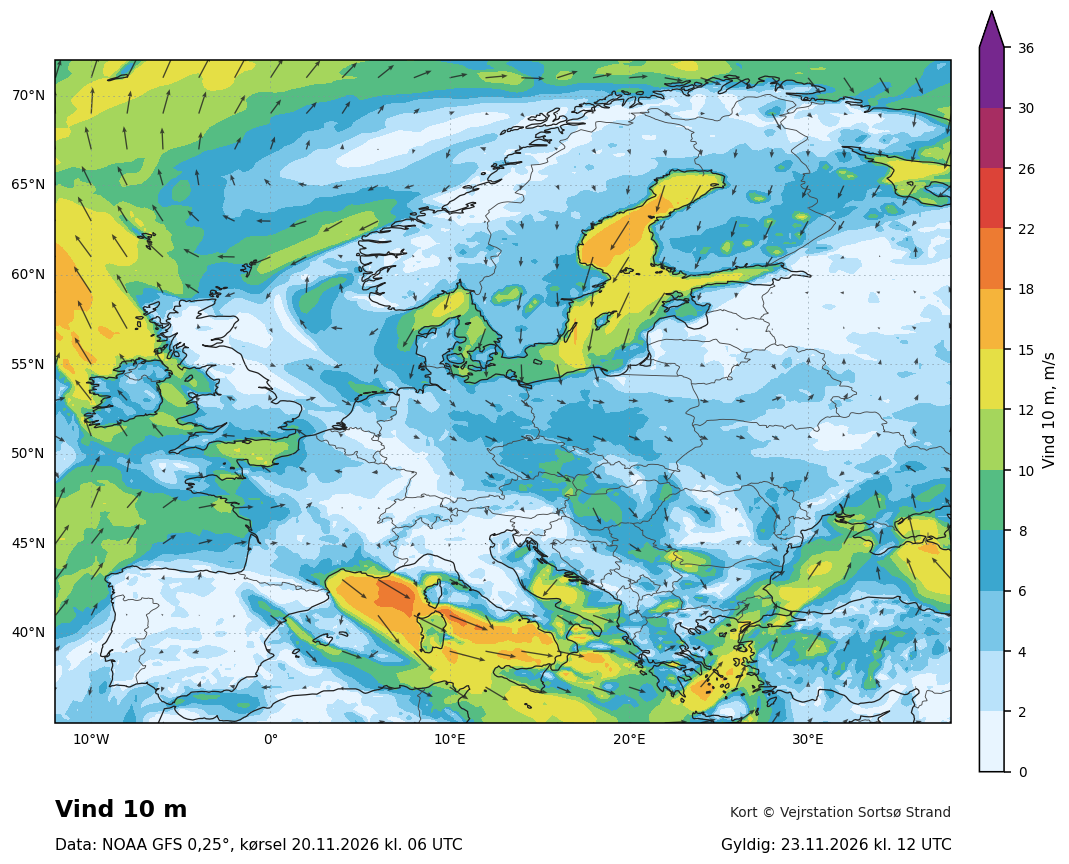 36
30
26
22
18
15
12
10
8
6
4
2
0
Vind 10 m, m/s
70°N
65°N
60°N
55°N
50°N
45°N
40°N
10°W
0°
10°E
20°E
30°E
Vind 10 m
Kort © Vejrstation Sortsø Strand
Data: NOAA GFS 0,25°, kørsel 20.11.2026 kl. 06 UTC
Gyldig: 23.11.2026 kl. 12 UTC